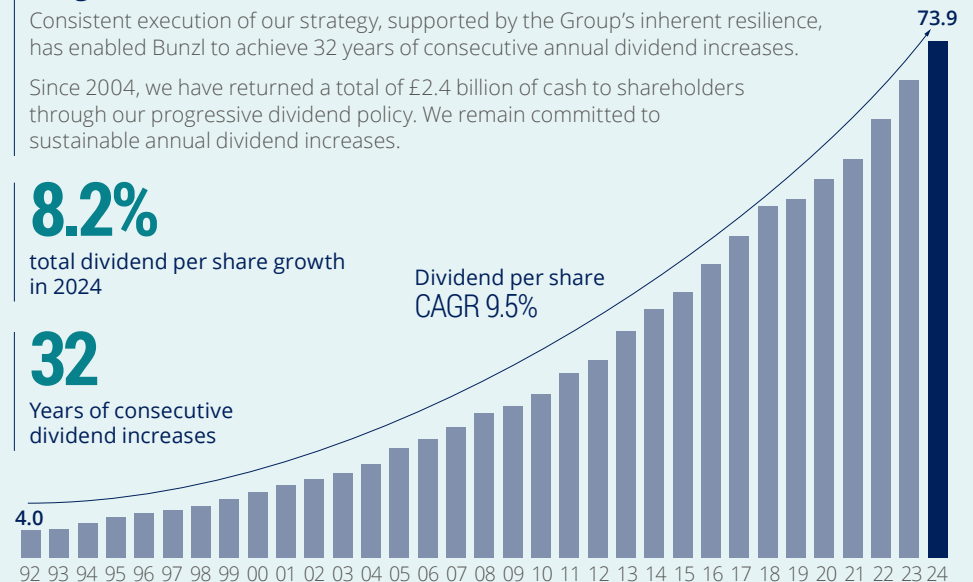 Consistent execution of our strategy, supported by the Group’s inherent resilience,
has enabled Bunzl to achieve 32 years of consecutive annual dividend increases.
Since 2004, we have returned a total of £2.4 billion of cash to shareholders
through our progressive dividend policy. We remain committed to
sustainable annual dividend increases.
8.2%
total dividend per share growth
in 2024
32
Years of consecutive
dividend increases
Dividend per share
CAGR 9.5%
73.9
4.0
92 93 94 95 96 97 98 99 00 01 02 03 04 05 06 07 08 09 10 11 12 13 14 15 16 17 18 19 20 21 22 23 24